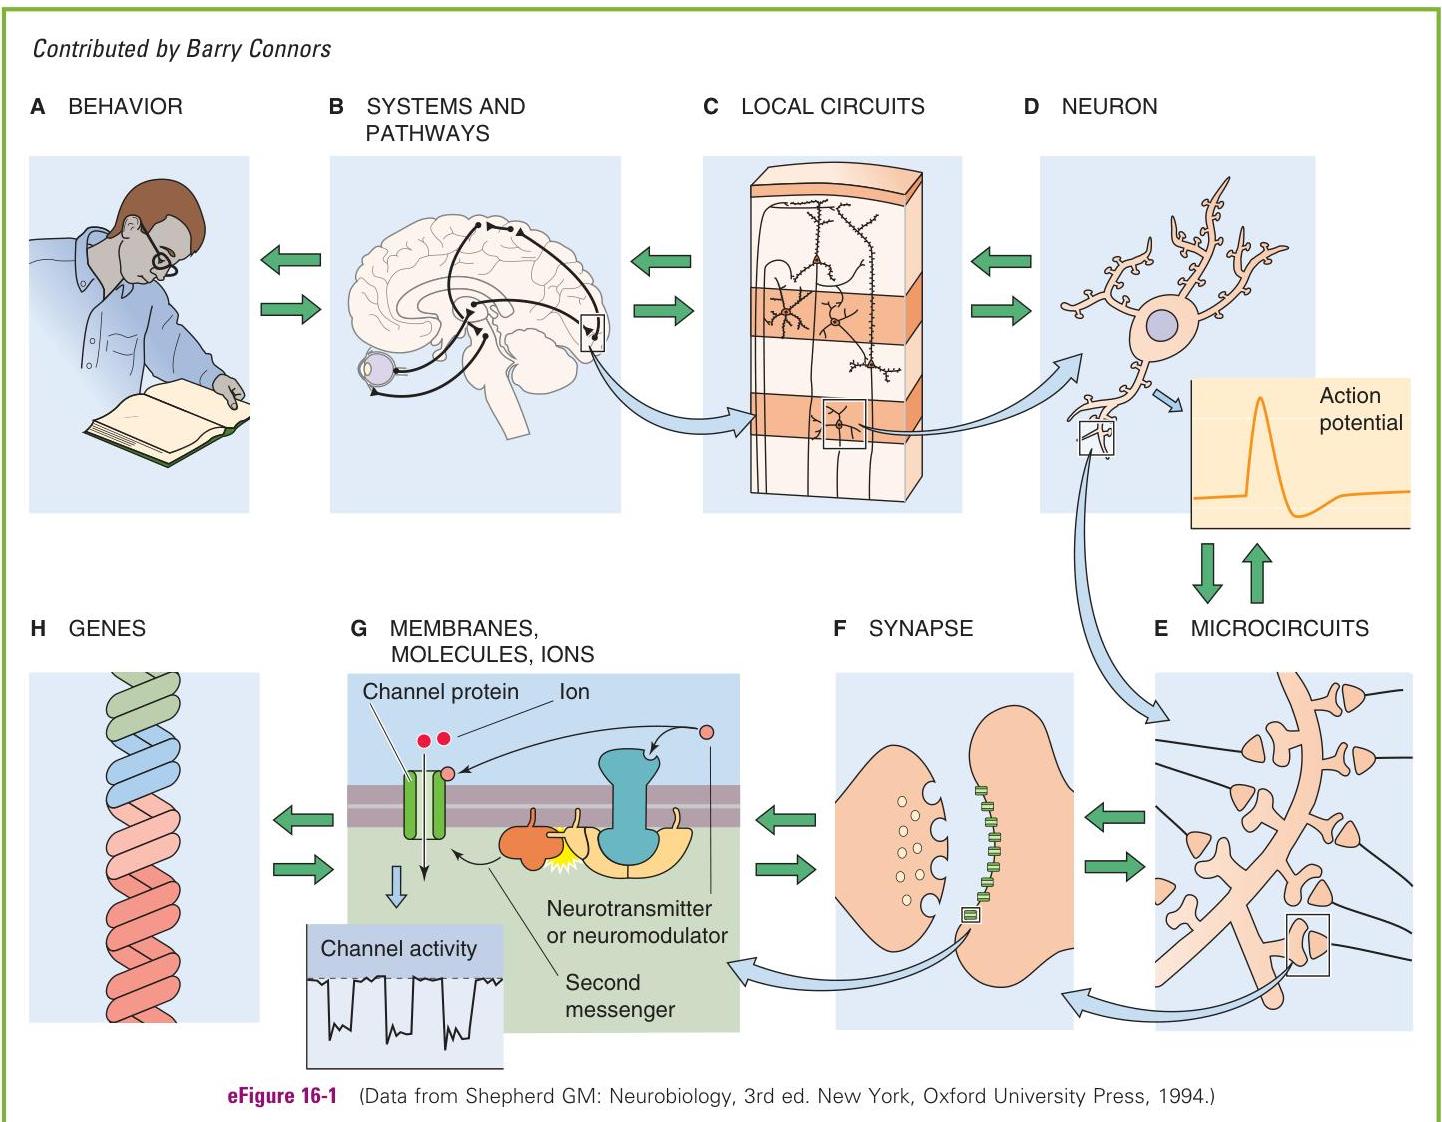 Contributed by Barry Connors
A BEHAVIOR
B SYSTEMS AND
PATHWAYS
C LOCAL CIRCUITS
D NEURON
Action
potential
H GENES
G MEMBRANES,
MOLECULES, IONS
F SYNAPSE
E MICROCIRCUITS
Channel protein
Ion
Neurotransmitter
or neuromodulator
Channel activity
Second
messenger
eFigure 16-1 (Data from Shepherd GM: Neurobiology, 3rd ed. New York, Oxford University Press, 1994.)